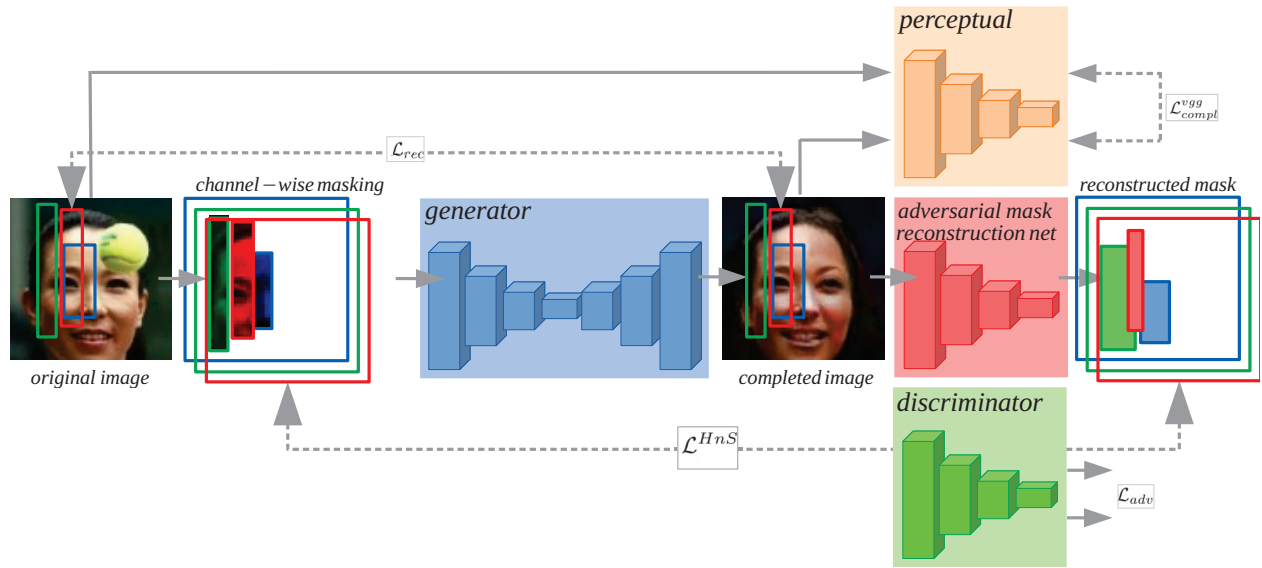 perceptual
ℒ^{vgg}_{compl}
ℒ_{rec}
channel – wise masking
generator
adversarial mask
reconstruction net
reconstructed mask
original image
completed image
discriminator
ℒ^{HnS}
ℒ_{adv}